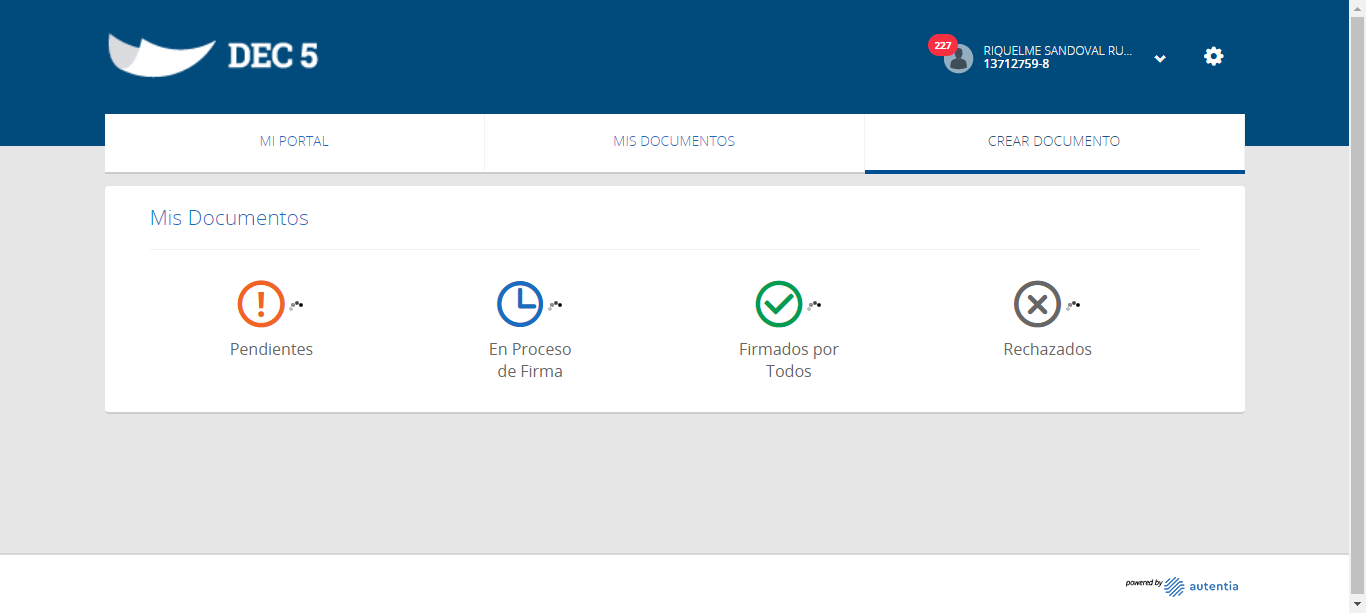 DEC 5
227
RIQUELME SANDOVAL RU...
13712759-8
MI PORTAL
MIS DOCUMENTOS
CREAR DOCUMENTO
Mis Documentos
Pendientes
En Proceso
de Firma
Firmados por
Todos
Rechazados
powered by
autentia